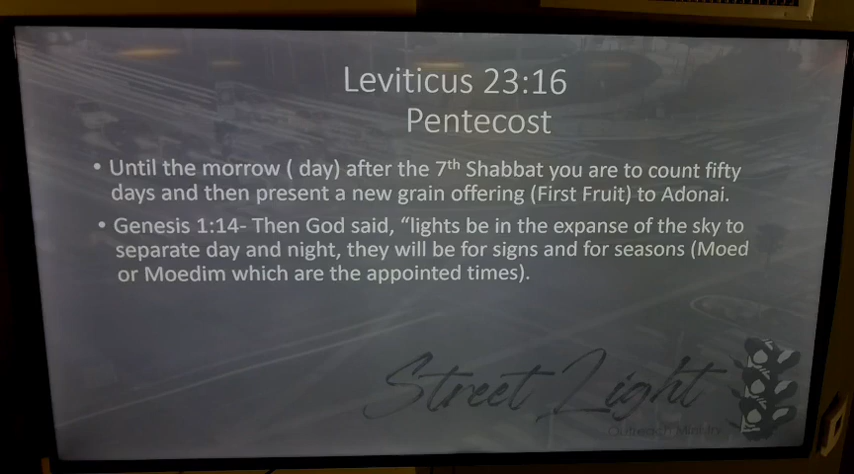 Leviticus 23:16
Pentecost
• Until the morrow ( day) after the 7th Shabbat you are to count fifty
days and then present a new grain offering (First Fruit) to Adonai.
• Genesis 1:14- Then God said, “lights be in the expanse of the sky to
separate day and night, they will be for signs and for seasons (Moed
or Moedim which are the appointed times).
Street Light
Outreach Ministry